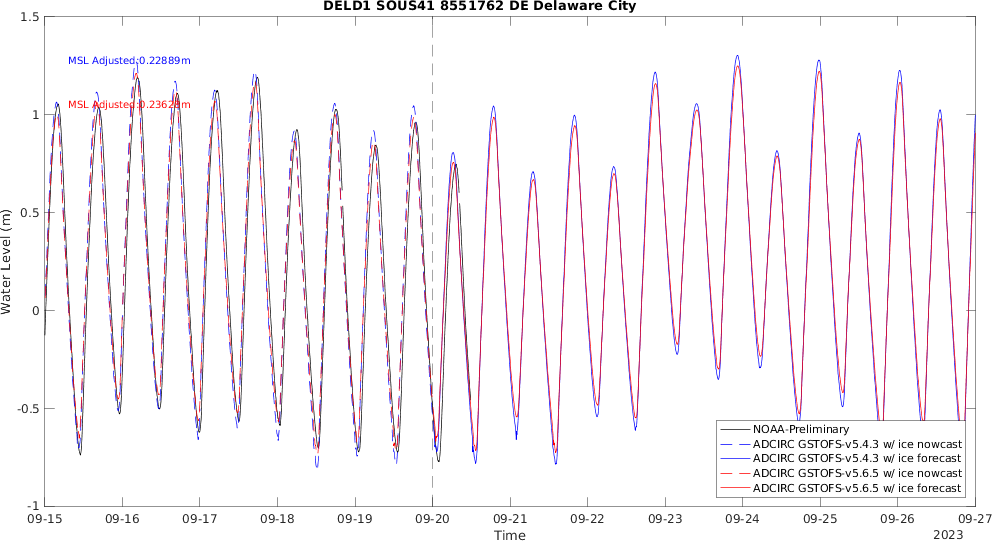 DELD1 SOUS41 8551762 DE Delaware City
1.5
MSL Adjusted:0.22889m
MSL Adjusted:0.23628m
1
0.5
0
-0.5
-1
Water Level (m)
NOAA-Preliminary
ADCIRC GSTOFS-v5.4.3 w/ ice nowcast
ADCIRC GSTOFS-v5.4.3 w/ ice forecast
ADCIRC GSTOFS-v5.6.5 w/ ice nowcast
ADCIRC GSTOFS-v5.6.5 w/ ice forecast
09-15 09-16 09-17 09-18 09-19 09-20 09-21 09-22 09-23 09-24 09-25 09-26 09-27
Time
2023